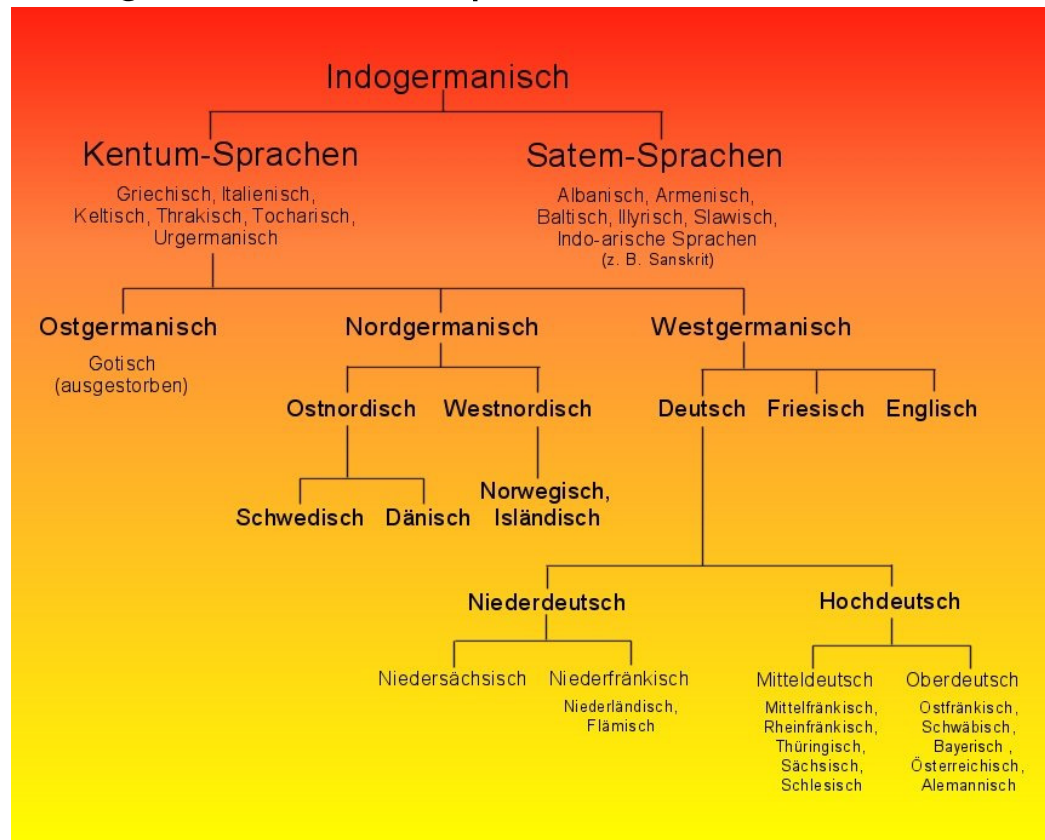 Indogermanisch
Kentum-Sprachen
Griechisch, Italienisch,
Keltisch, Thrakisch, Tocharisch,
Urgermanisch
Satem-Sprachen
Albanisch, Armenisch,
Baltisch, Illyrisch, Slawisch,
Indo-arische Sprachen
(z. B. Sanskrit)
Ostgermanisch
Gotisch
(ausgestorben)
Nordgermanisch
Westgermanisch
Ostnordisch
Westnordisch
Deutsch
Friesisch
Englisch
Schwedisch
Dänisch
Norwegisch,
Isländisch
Niederdeutsch
Hochdeutsch
Niedersächsisch
Niederfränkisch
Niederländisch,
Flämisch
Mitteldeutsch
Mittelfränkisch,
Rheinfränkisch,
Thüringisch,
Sächsisch,
Schlesisch
Oberdeutsch
Ostfränkisch,
Schwäbisch,
Bayerisch ,
Österreichisch,
Alemannisch